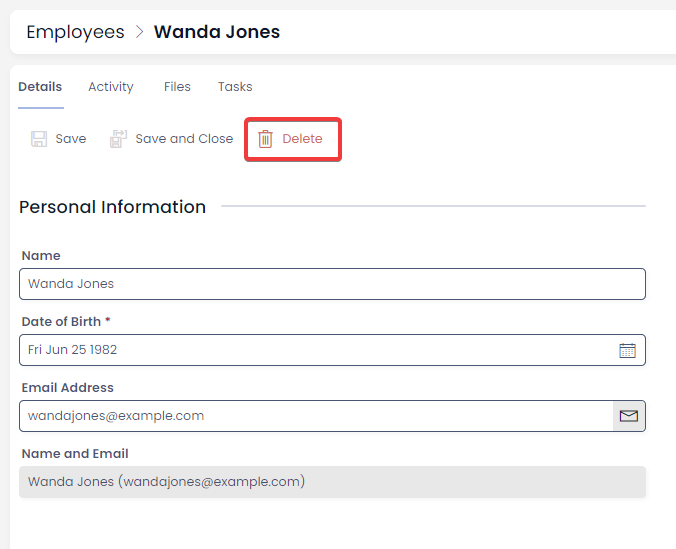 Employees > Wanda Jones
Details Activity Files Tasks
Save Save and Close Delete
Personal Information
Name
Wanda Jones
Date of Birth *
Fri Jun 25 1982
Email Address
wandajones@example.com
Name and Email
Wanda Jones (wandajones@example.com)